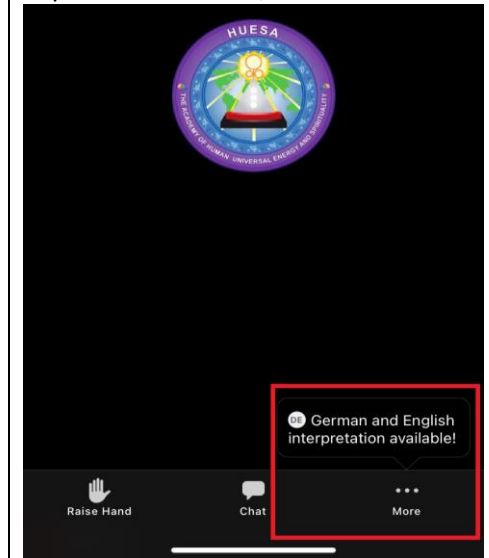 HUESA
THE ACADEMY OF HUMAN UNIVERSAL ENERGY AND SPIRITUALITY
DE German and English
interpretation available!
Raise Hand
Chat
More